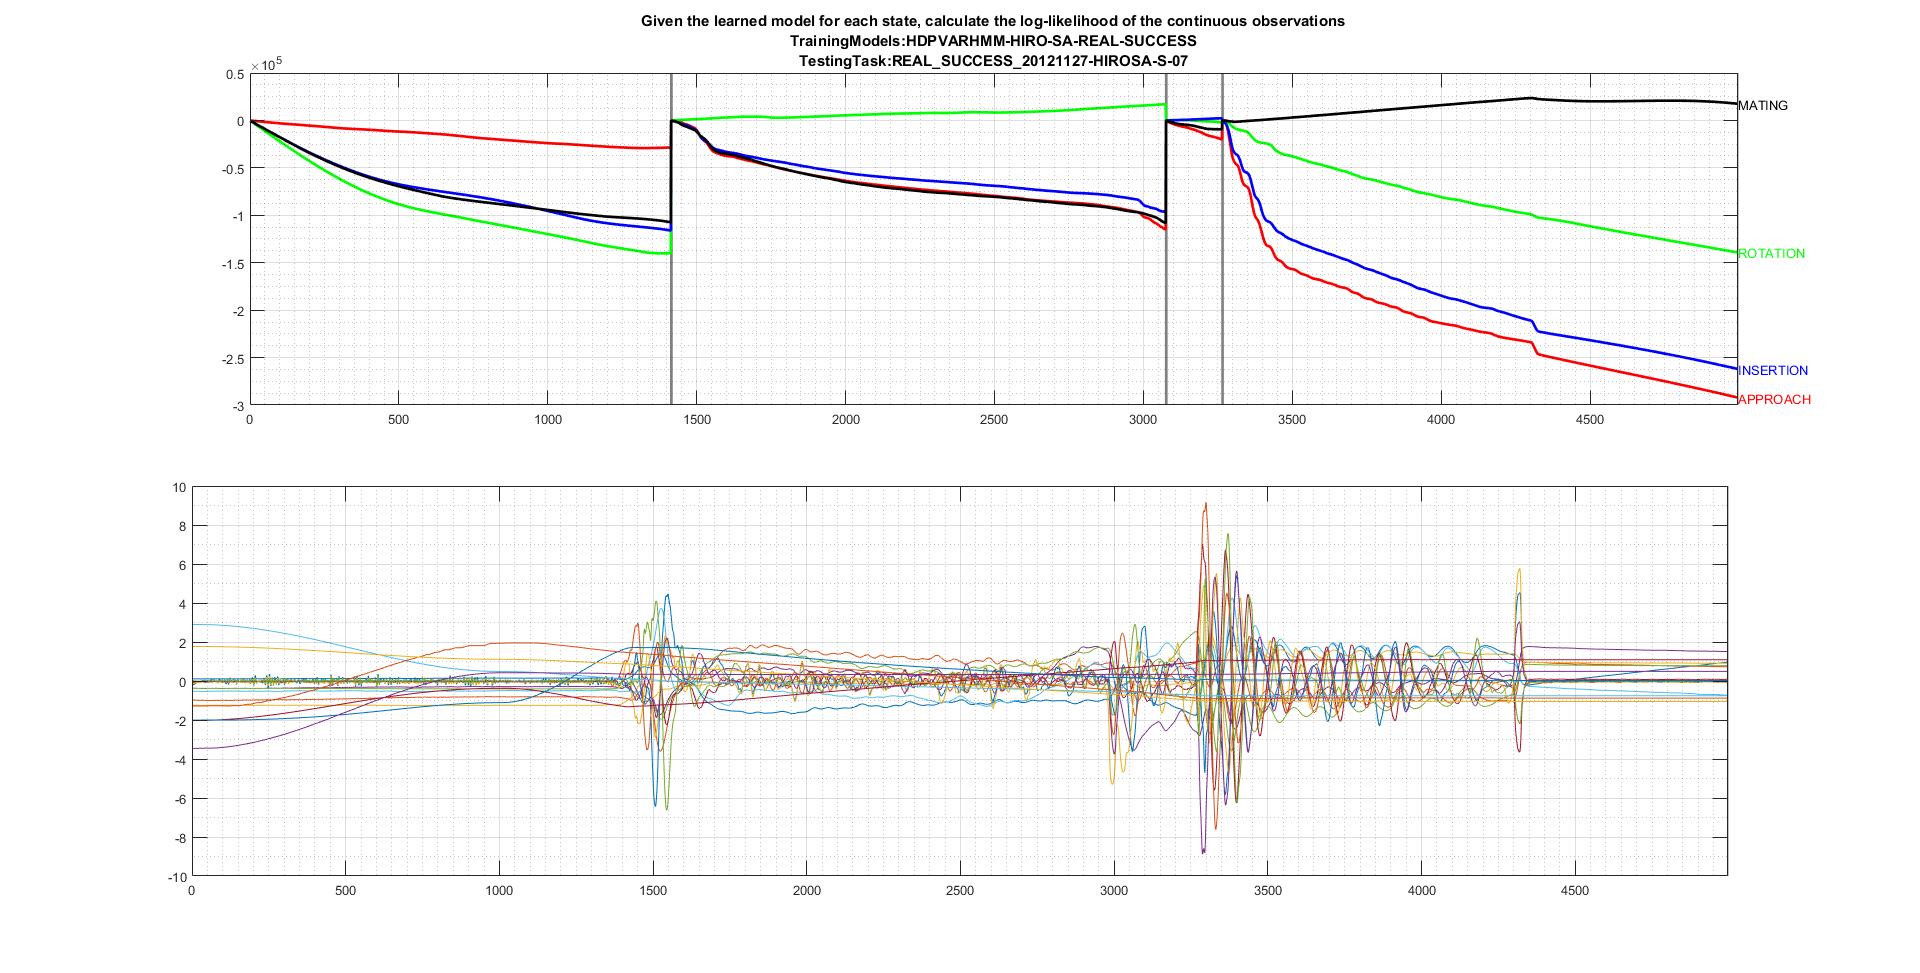 Given the learned model for each state, calculate the log-likelihood of the continuous observations
TrainingModels:HDPVARHMM-HIRO-SA-REAL-SUCCESS
TestingTask:REAL_SUCCESS_20121127-HIROSA-S-07
×10^5
0.5
0
-0.5
-1
-1.5
-2
-2.5
-3
MATING
ROTATION
INSERTION
APPROACH
0 500 1000 1500 2000 2500 3000 3500 4000 4500
10
8
6
4
2
0
-2
-4
-6
-8
-10
0 500 1000 1500 2000 2500 3000 3500 4000 4500